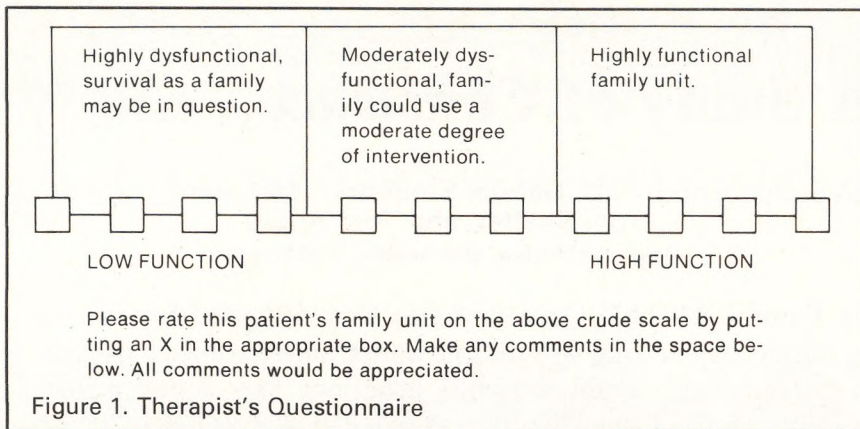 Highly dysfunctional,
survival as a family
may be in question.
Moderately dys-
functional, fam-
ily could use a
moderate degree
of intervention.
Highly functional
family unit.
LOW FUNCTION
HIGH FUNCTION
Please rate this patient's family unit on the above crude scale by put-
ting an X in the appropriate box. Make any comments in the space be-
low. All comments would be appreciated.
Figure 1. Therapist's Questionnaire